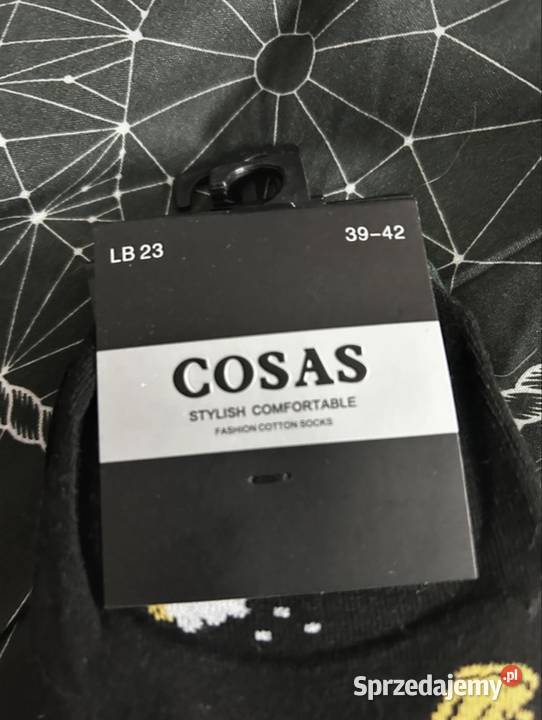 LB 23
39-42
COSAS
STYLISH COMFORTABLE
FASHION COTTON SOCKS
Sprzedajemy.pl